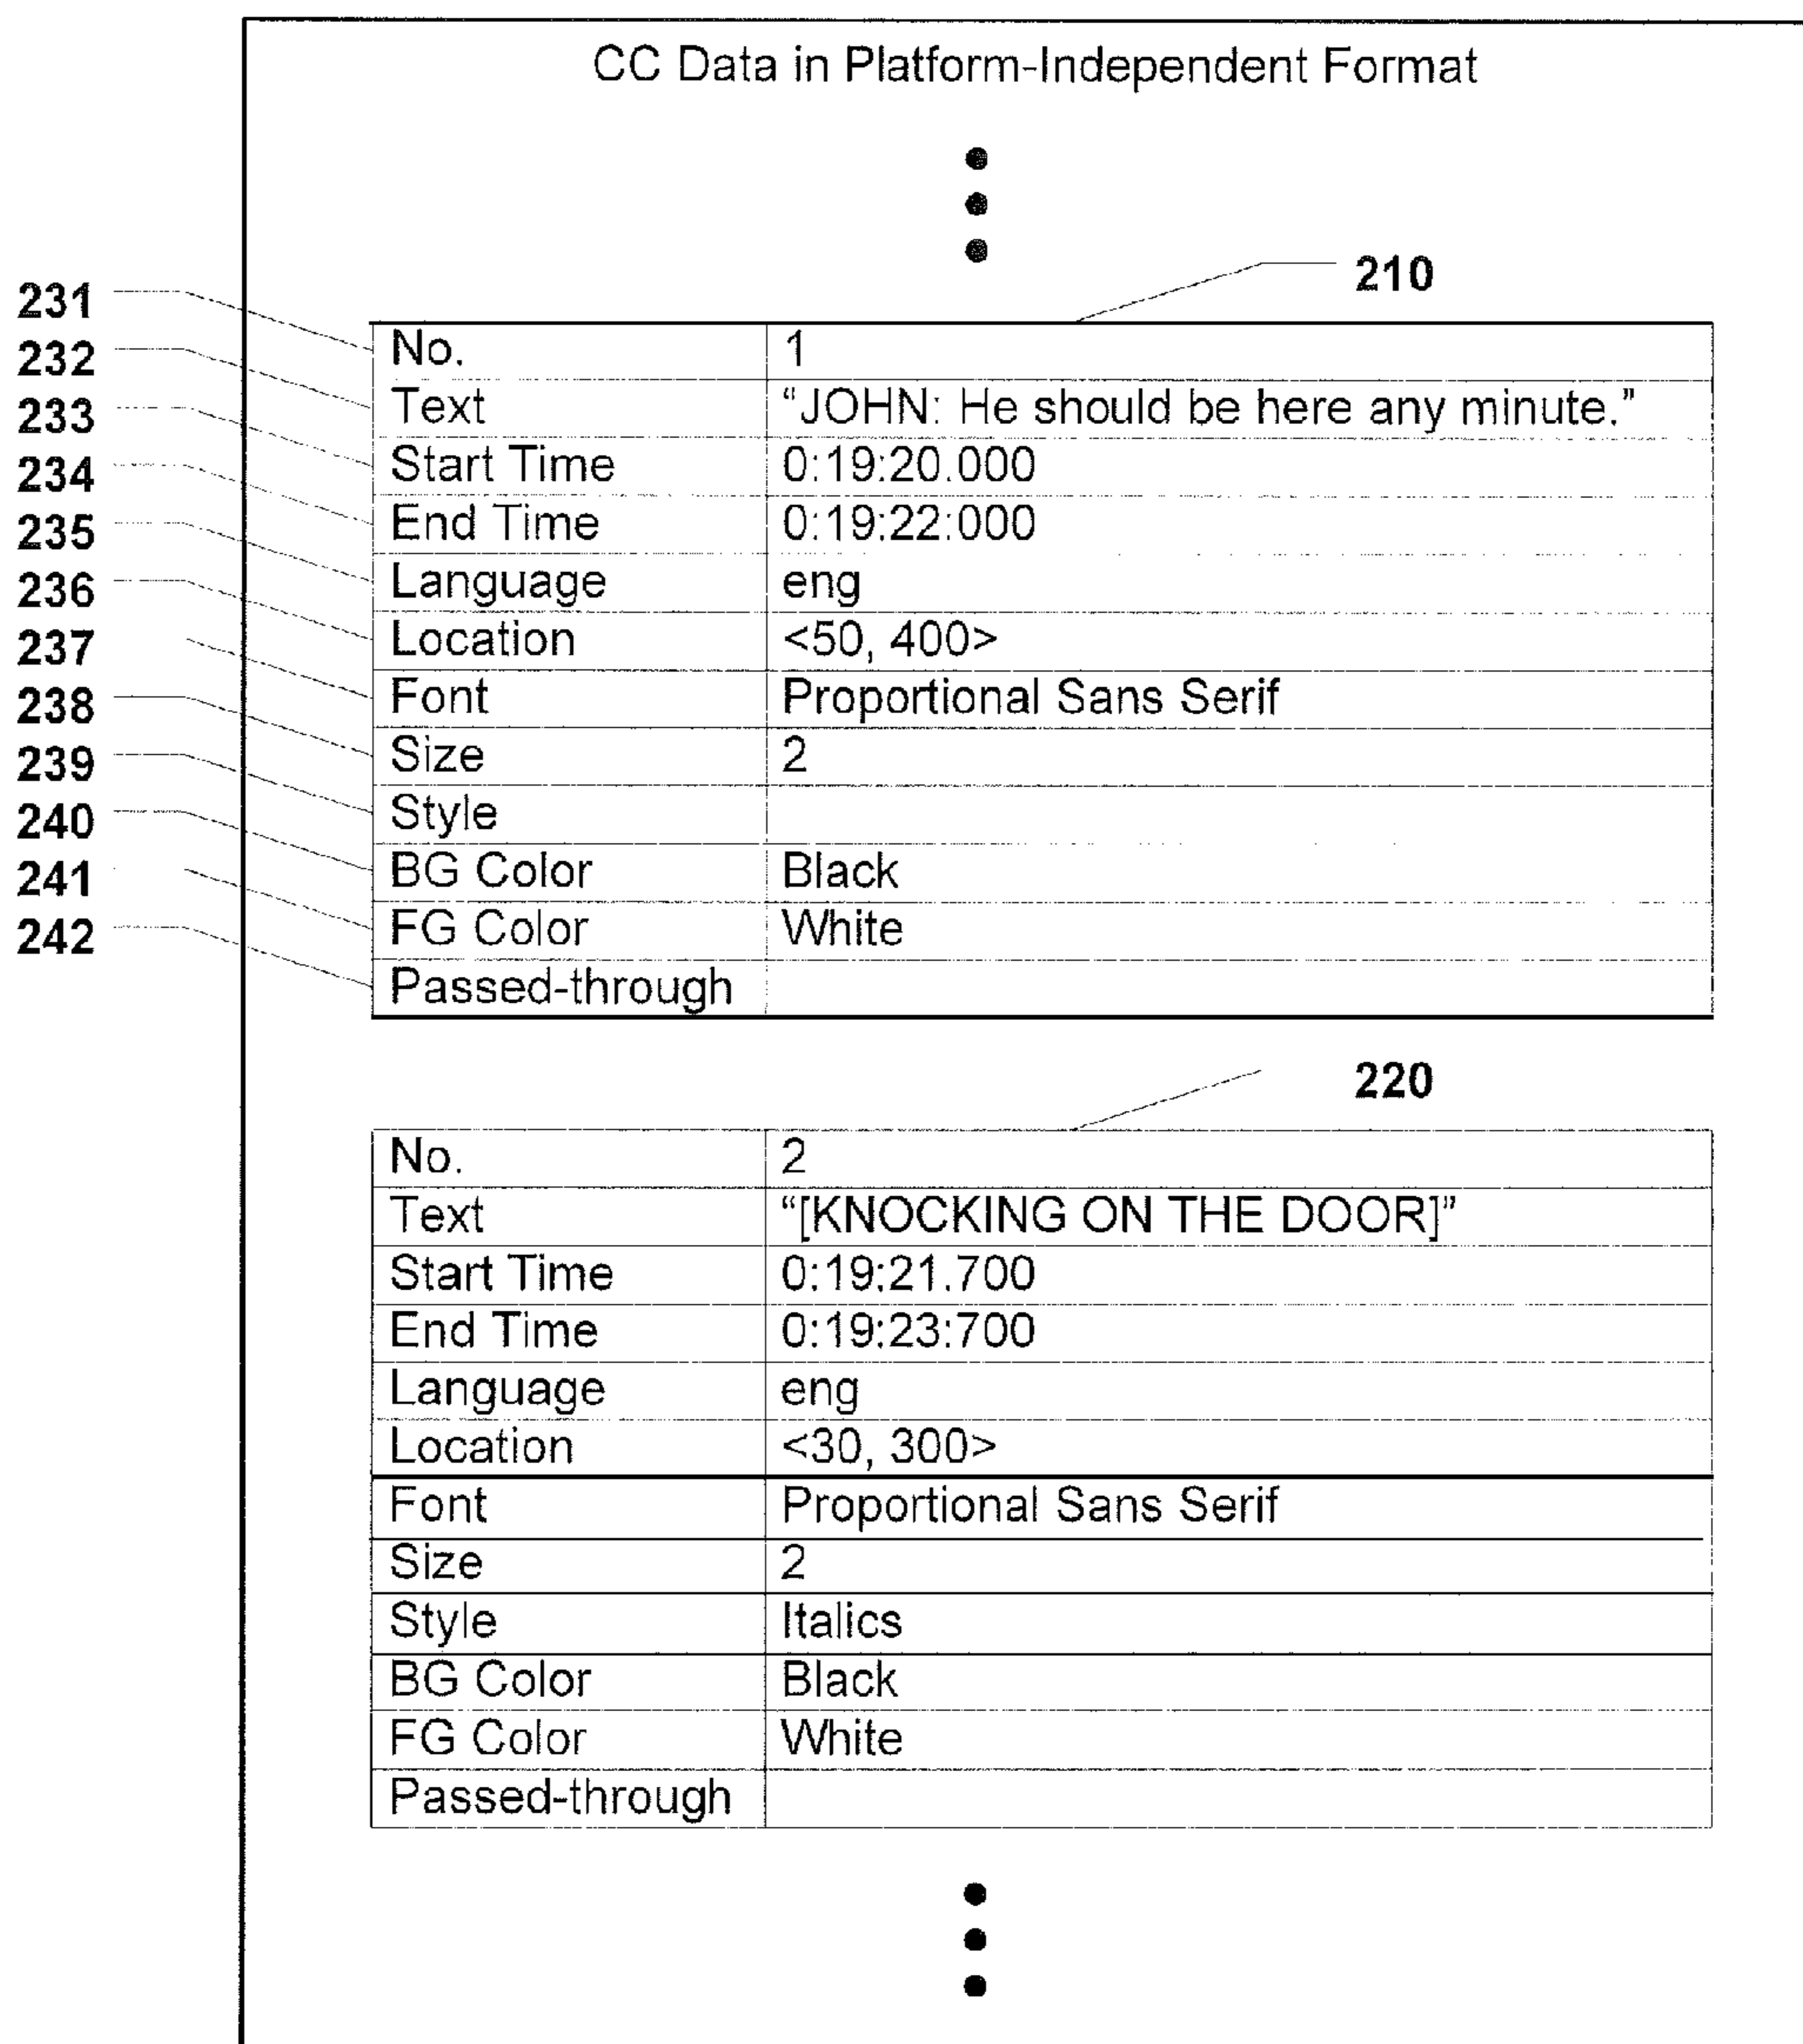 CC Data in Platform-Independent Format
210
231 No. 1
232 Text “JOHN: He should be here any minute.”
233 Start Time 0:19:20.000
234 End Time 0:19:22:000
235 Language eng
236 Location <50, 400>
237 Font Proportional Sans Serif
238 Size 2
239 Style
240 BG Color Black
241 FG Color White
242 Passed-through
220
No. 2
Text “[KNOCKING ON THE DOOR]”
Start Time 0:19:21.700
End Time 0:19:23:700
Language eng
Location <30, 300>
Font Proportional Sans Serif
Size 2
Style Italics
BG Color Black
FG Color White
Passed-through